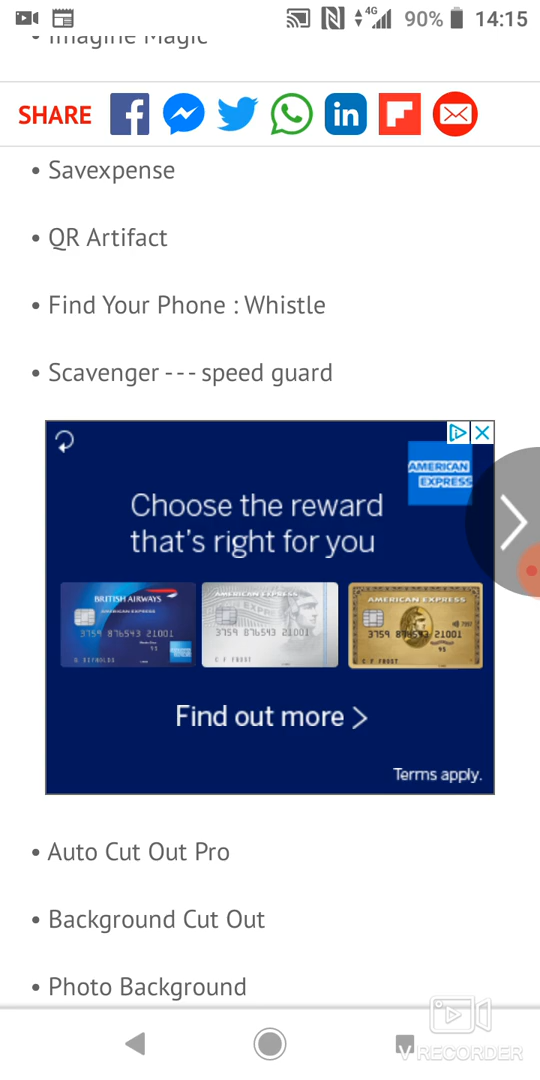 4G 90% 14:15
• Imagine Magic
SHARE
• Savexpense
• QR Artifact
• Find Your Phone : Whistle
• Scavenger --- speed guard
AMERICAN
EXPRESS
Choose the reward
that's right for you
BRITISH AIRWAYS
AMERICAN EXPRESS
3759 876543 21001
AMERICAN EXPRESS
3759 876543 21001
C F FROST
AMERICAN EXPRESS
3759 876543 21001
C F FROST
Find out more >
Terms apply.
• Auto Cut Out Pro
• Background Cut Out
• Photo Background
V RECORDER